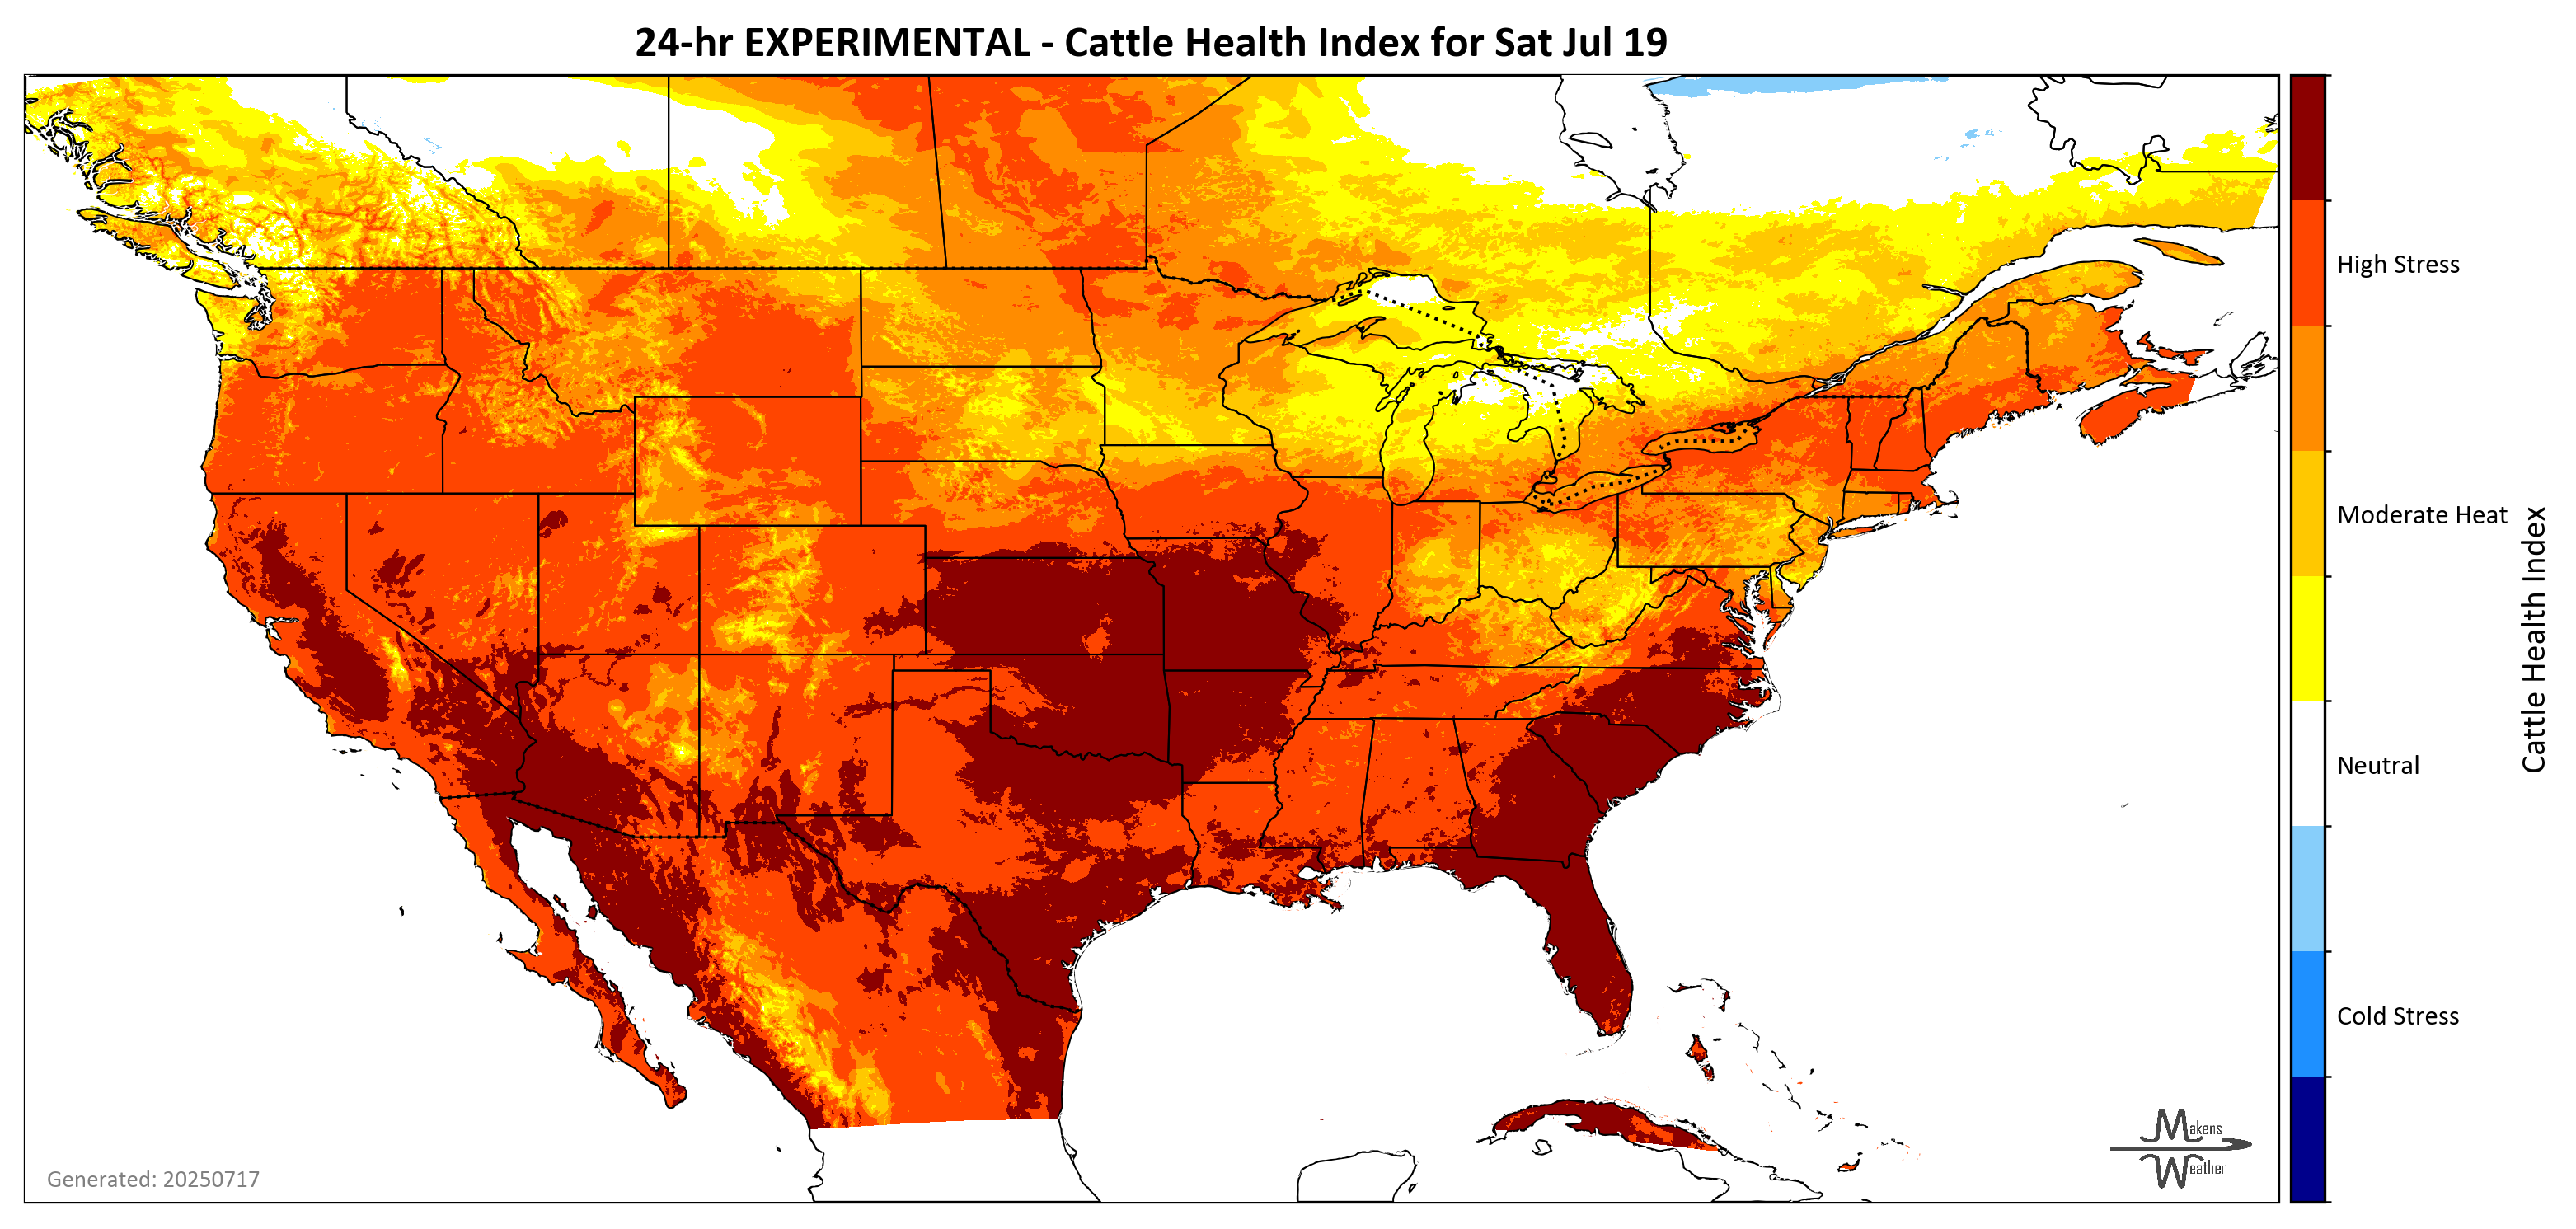 24-hr EXPERIMENTAL - Cattle Health Index for Sat Jul 19
High Stress
Moderate Heat
Neutral
Cold Stress
Cattle Health Index
Generated: 20250717
Makens
Weather